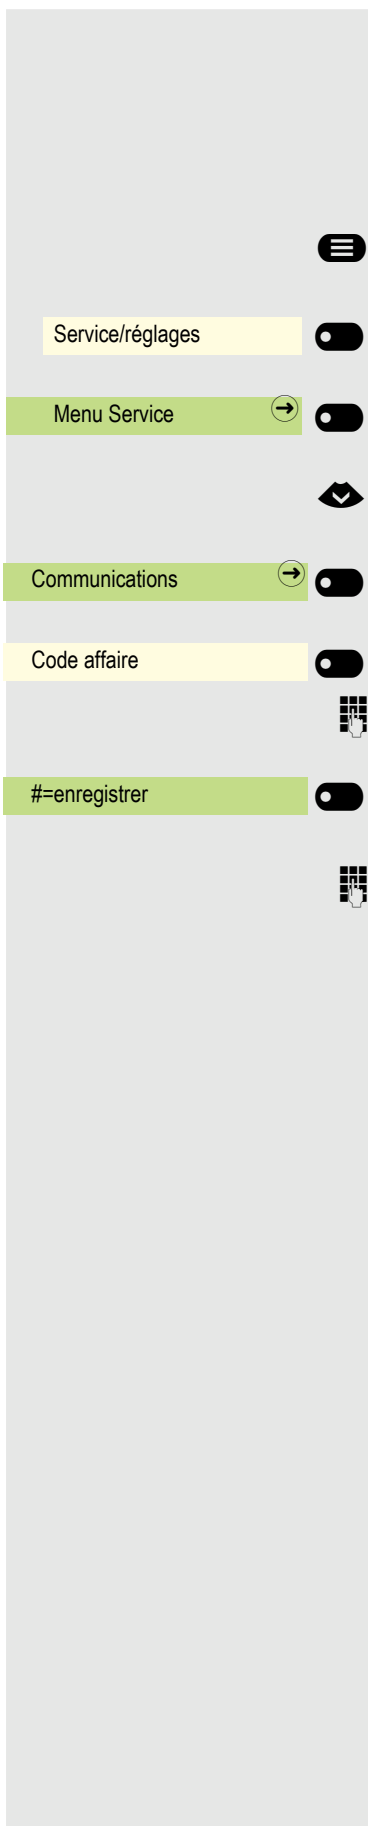 Service/réglages
Menu Service
Communications
Code affaire
#=enregistrer